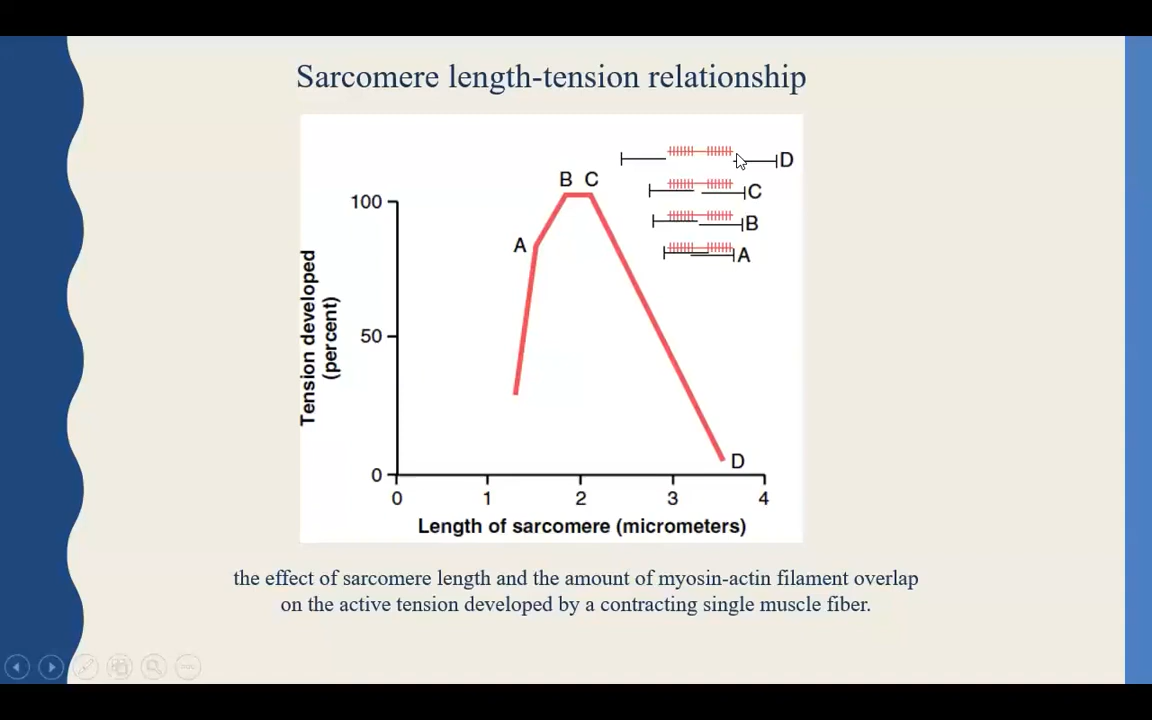 Sarcomere length-tension relationship
D
C
B
A
B C
A
D
100
50
0
Tension developed
(percent)
0 1 2 3 4
Length of sarcomere (micrometers)
the effect of sarcomere length and the amount of myosin-actin filament overlap
on the active tension developed by a contracting single muscle fiber.